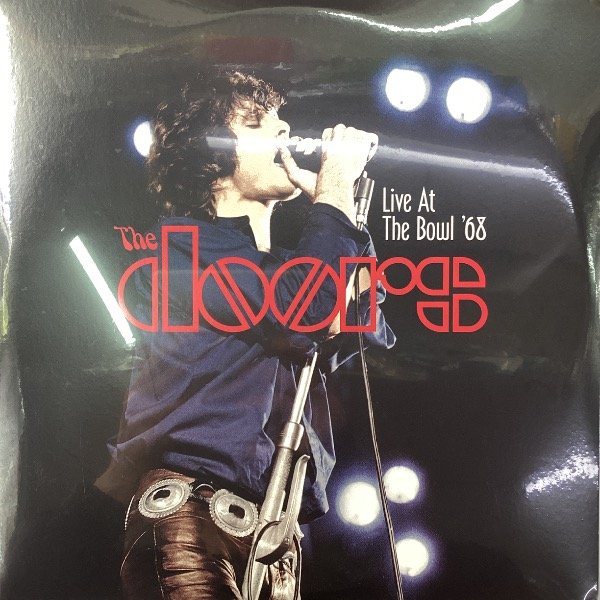 Live At
The Bowl '68
The
doors